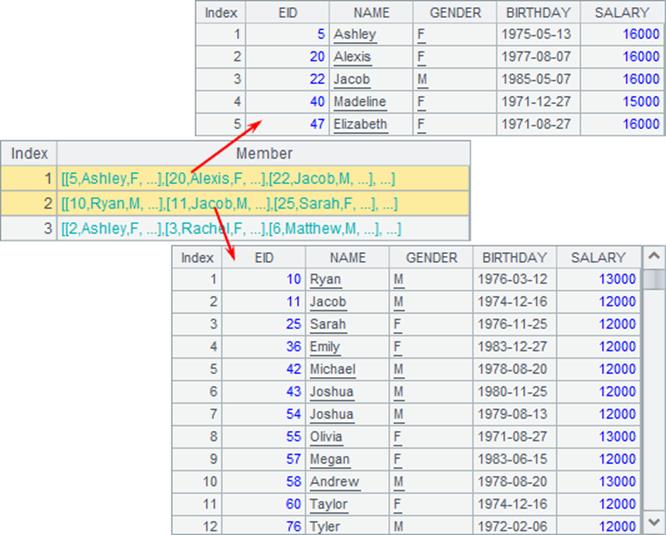 Index EID NAME GENDER BIRTHDAY SALARY
1 5 Ashley F 1975-05-13 16000
2 20 Alexis F 1977-08-07 16000
3 22 Jacob M 1985-05-07 16000
4 40 Madeline F 1971-12-27 15000
5 47 Elizabeth F 1971-08-27 16000
Index Member
1 [[5,Ashley,F, ...],[20,Alexis,F, ...],[22,Jacob,M, ...], ...]
2 [[10,Ryan,M, ...],[11,Jacob,M, ...],[25,Sarah,F, ...], ...]
3 [[2,Ashley,F, ...],[3,Rachel,F, ...],[6,Matthew,M, ...], ...]
Index EID NAME GENDER BIRTHDAY SALARY
1 10 Ryan M 1976-03-12 13000
2 11 Jacob M 1974-12-16 12000
3 25 Sarah F 1976-11-25 12000
4 36 Emily F 1983-12-27 12000
5 42 Michael M 1978-08-20 12000
6 43 Joshua M 1980-11-25 12000
7 54 Joshua M 1979-08-13 12000
8 55 Olivia F 1971-08-27 13000
9 57 Megan F 1983-06-15 12000
10 58 Andrew M 1978-08-20 13000
11 60 Taylor F 1974-12-16 12000
12 76 Tyler M 1972-02-06 12000